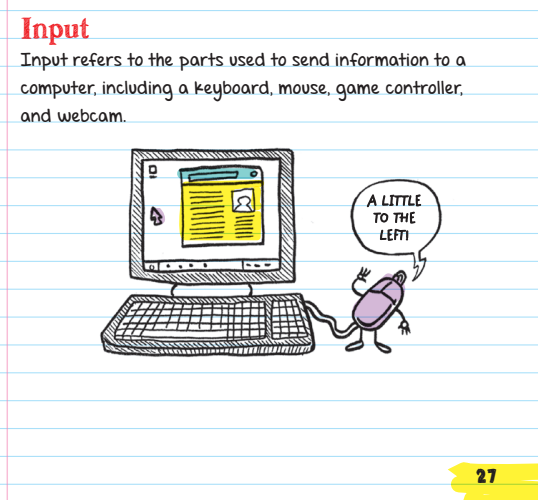 Input
Input refers to the parts used to send information to a
computer, including a keyboard, mouse, game controller,
and webcam.
A LITTLE
TO THE
LEFT!
27